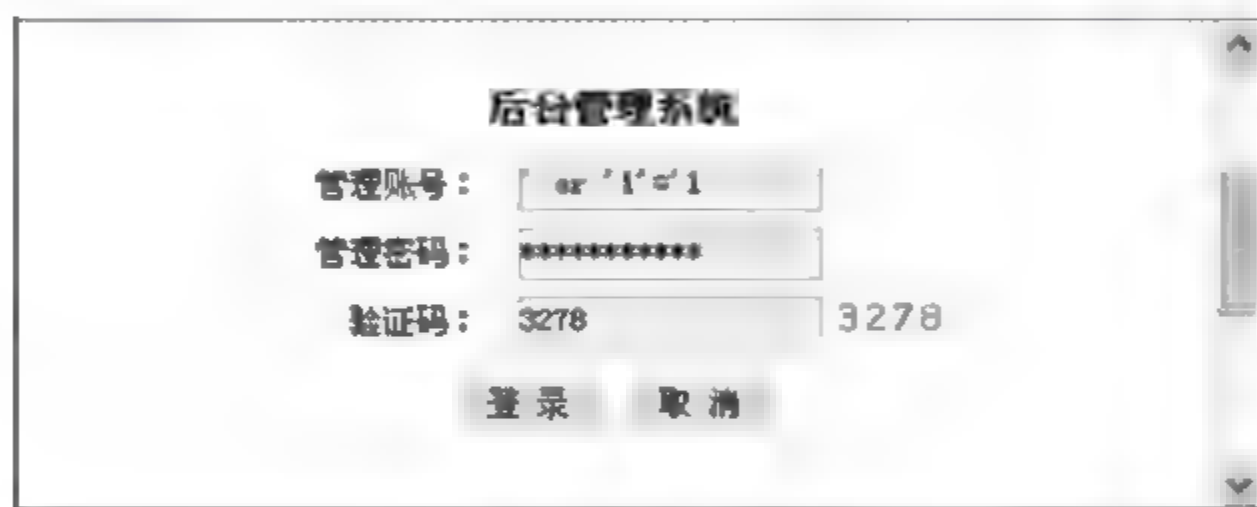 后台管理系统
管理账号: ' or '1'='1
管理密码: ***********
验证码: 3278 3278
登 录 取 消